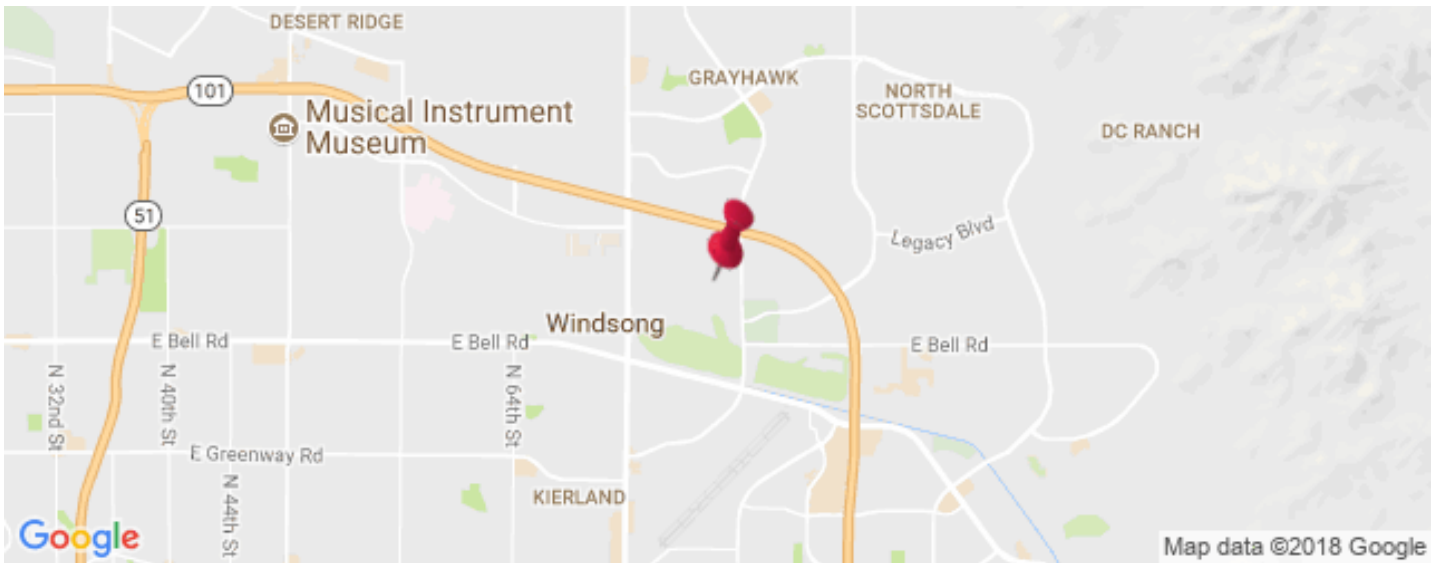 DESERT RIDGE
101
Musical Instrument
Museum
GRAYHAWK
NORTH
SCOTTSDALE
DC RANCH
51
Legacy Blvd
Windsong
E Bell Rd
E Bell Rd
E Bell Rd
N 32nd St
N 40th St
N 64th St
E Greenway Rd
N 44th St
KIERLAND
Google
Map data ©2018 Google